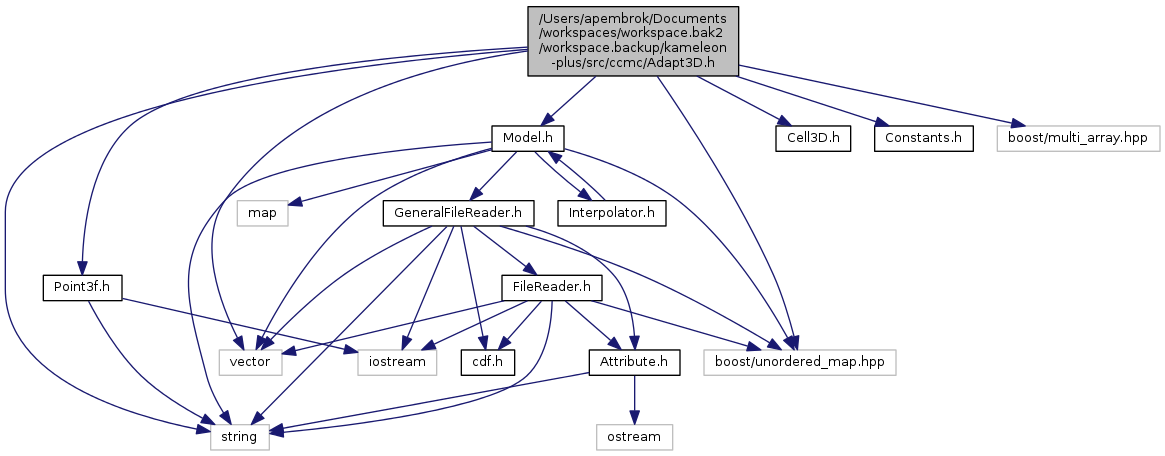 /Users/apembrok/Documents
/workspaces/workspace.bak2
/workspace.backup/kameleon
-plus/src/ccmc/Adapt3D.h
Model.h
Cell3D.h
Constants.h
boost/multi_array.hpp
map
GeneralFileReader.h
Interpolator.h
Point3f.h
FileReader.h
vector
iostream
cdf.h
Attribute.h
boost/unordered_map.hpp
string
ostream